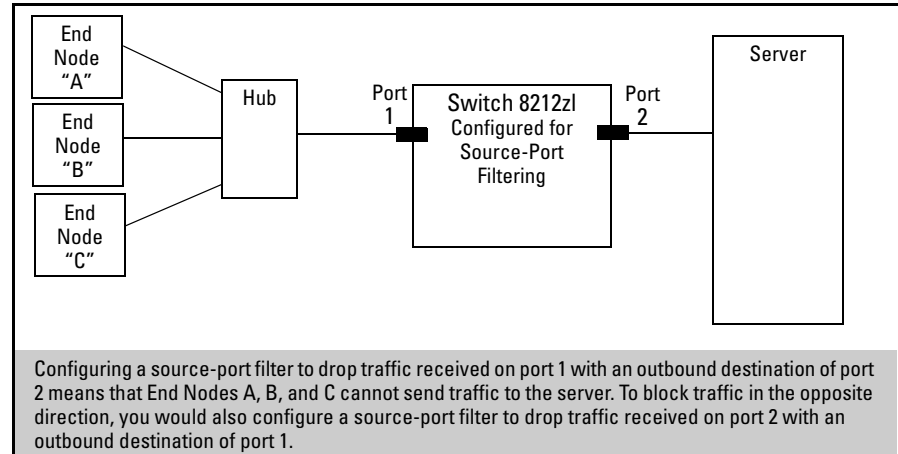 End
Node
“A”
End
Node
“B”
End
Node
“C”
Hub
Port
1
Switch 8212zl
Configured for
Source-Port
Filtering
Port
2
Server
Configuring a source-port filter to drop traffic received on port 1 with an outbound destination of port
2 means that End Nodes A, B, and C cannot send traffic to the server. To block traffic in the opposite
direction, you would also configure a source-port filter to drop traffic received on port 2 with an
outbound destination of port 1.